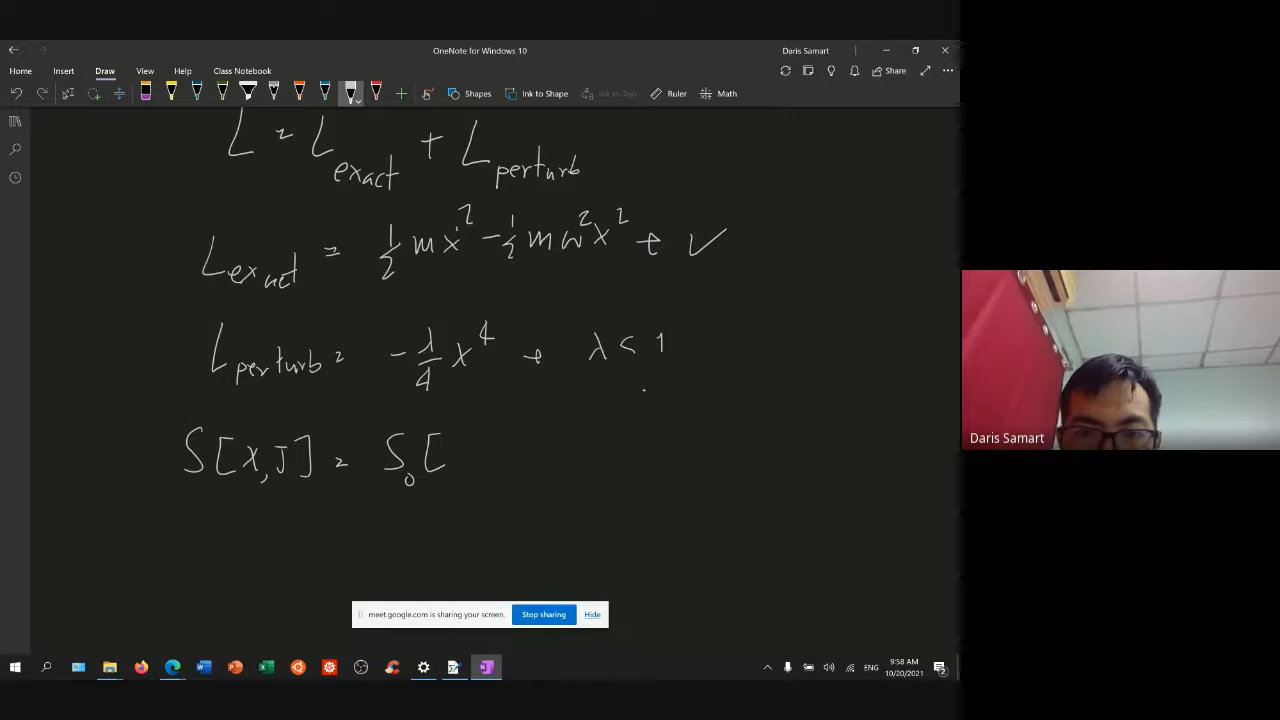 OneNote for Windows 10
Daris Samart
Home Insert Draw View Help Class Notebook
Share
Shapes Ink to Shape Ink to Text Ruler Math
L = L_exact + L_perturb
L_exact = 1/2 mẋ² - 1/2 mω²x² + ✓
L_perturb = - λ/4 x⁴ + λ < 1
S[x,J] = S₀[
Daris Samart
meet.google.com is sharing your screen. Stop sharing Hide
ENG
9:58 AM
10/20/2021
2